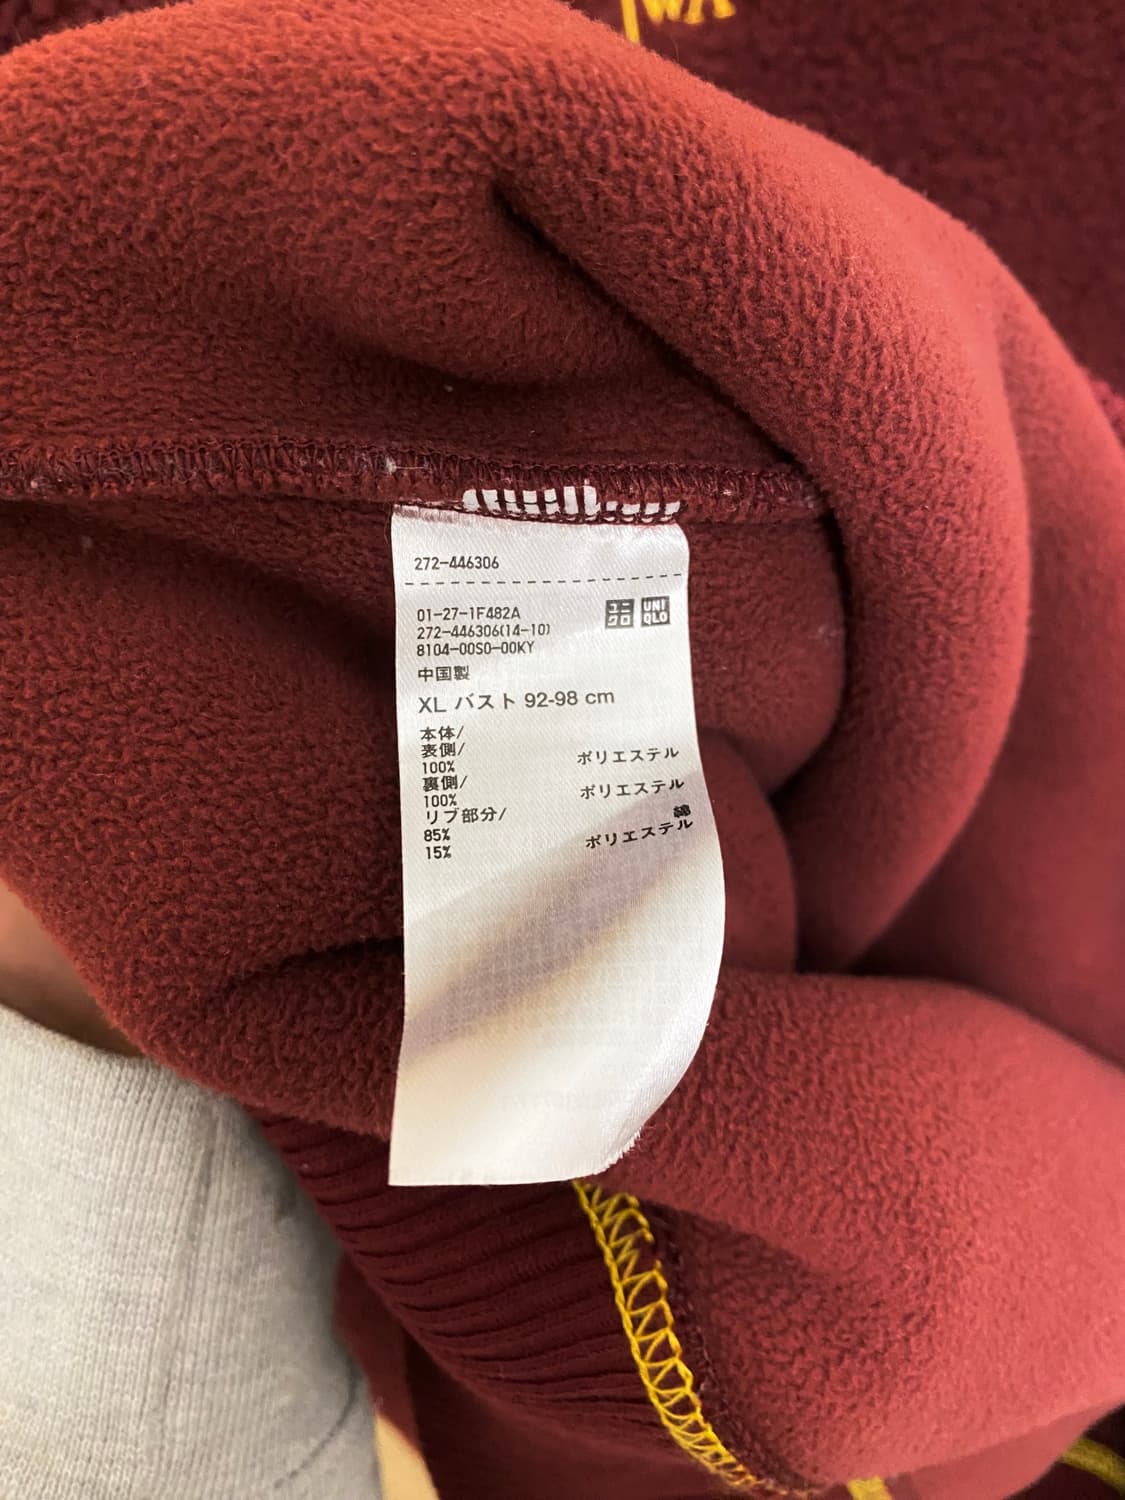 WA
272-446306
01-27-1F482A
ユニクロ UNIQLO
272-446306(14-10)
8104-00S0-00KY
中国製
XL バスト 92-98 cm
本体/
表側/
100% ポリエステル
裏側/
100% ポリエステル
リブ部分/
85% 綿
15% ポリエステル